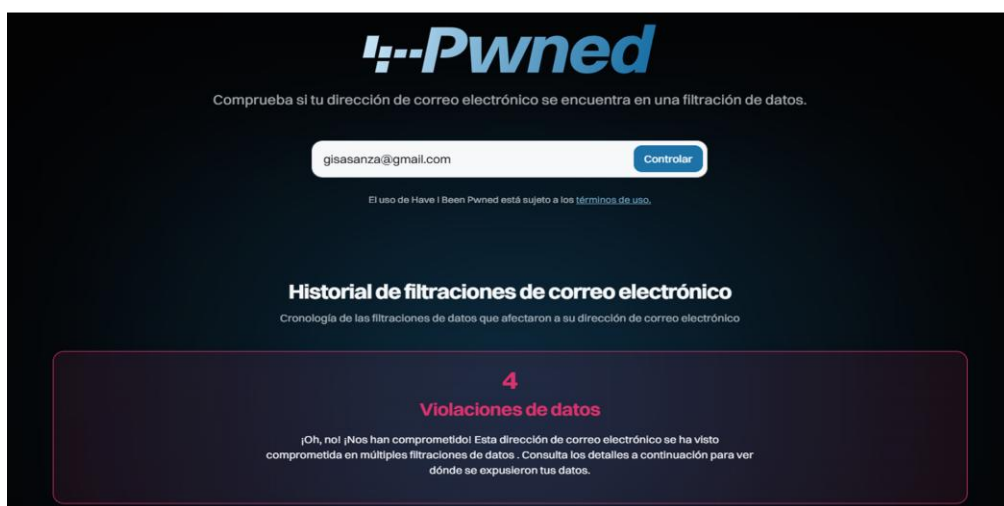 Pwned
Comprueba si tu dirección de correo electrónico se encuentra en una filtración de datos.
gisasanza@gmail.com
Controlar
El uso de Have I Been Pwned está sujeto a los términos de uso.
Historial de filtraciones de correo electrónico
Cronología de las filtraciones de datos que afectaron a su dirección de correo electrónico
4
Violaciones de datos
¡Oh, no! ¡Nos han comprometido! Esta dirección de correo electrónico se ha visto
comprometida en múltiples filtraciones de datos . Consulta los detalles a continuación para ver
dónde se expusieron tus datos.